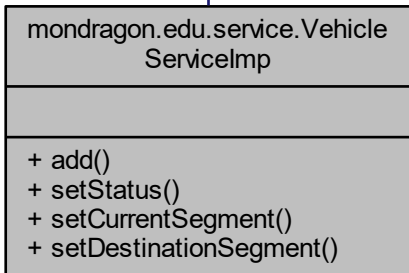 mondragon.edu.service.Vehicle
ServiceImp
+ add()
+ setStatus()
+ setCurrentSegment()
+ setDestinationSegment()